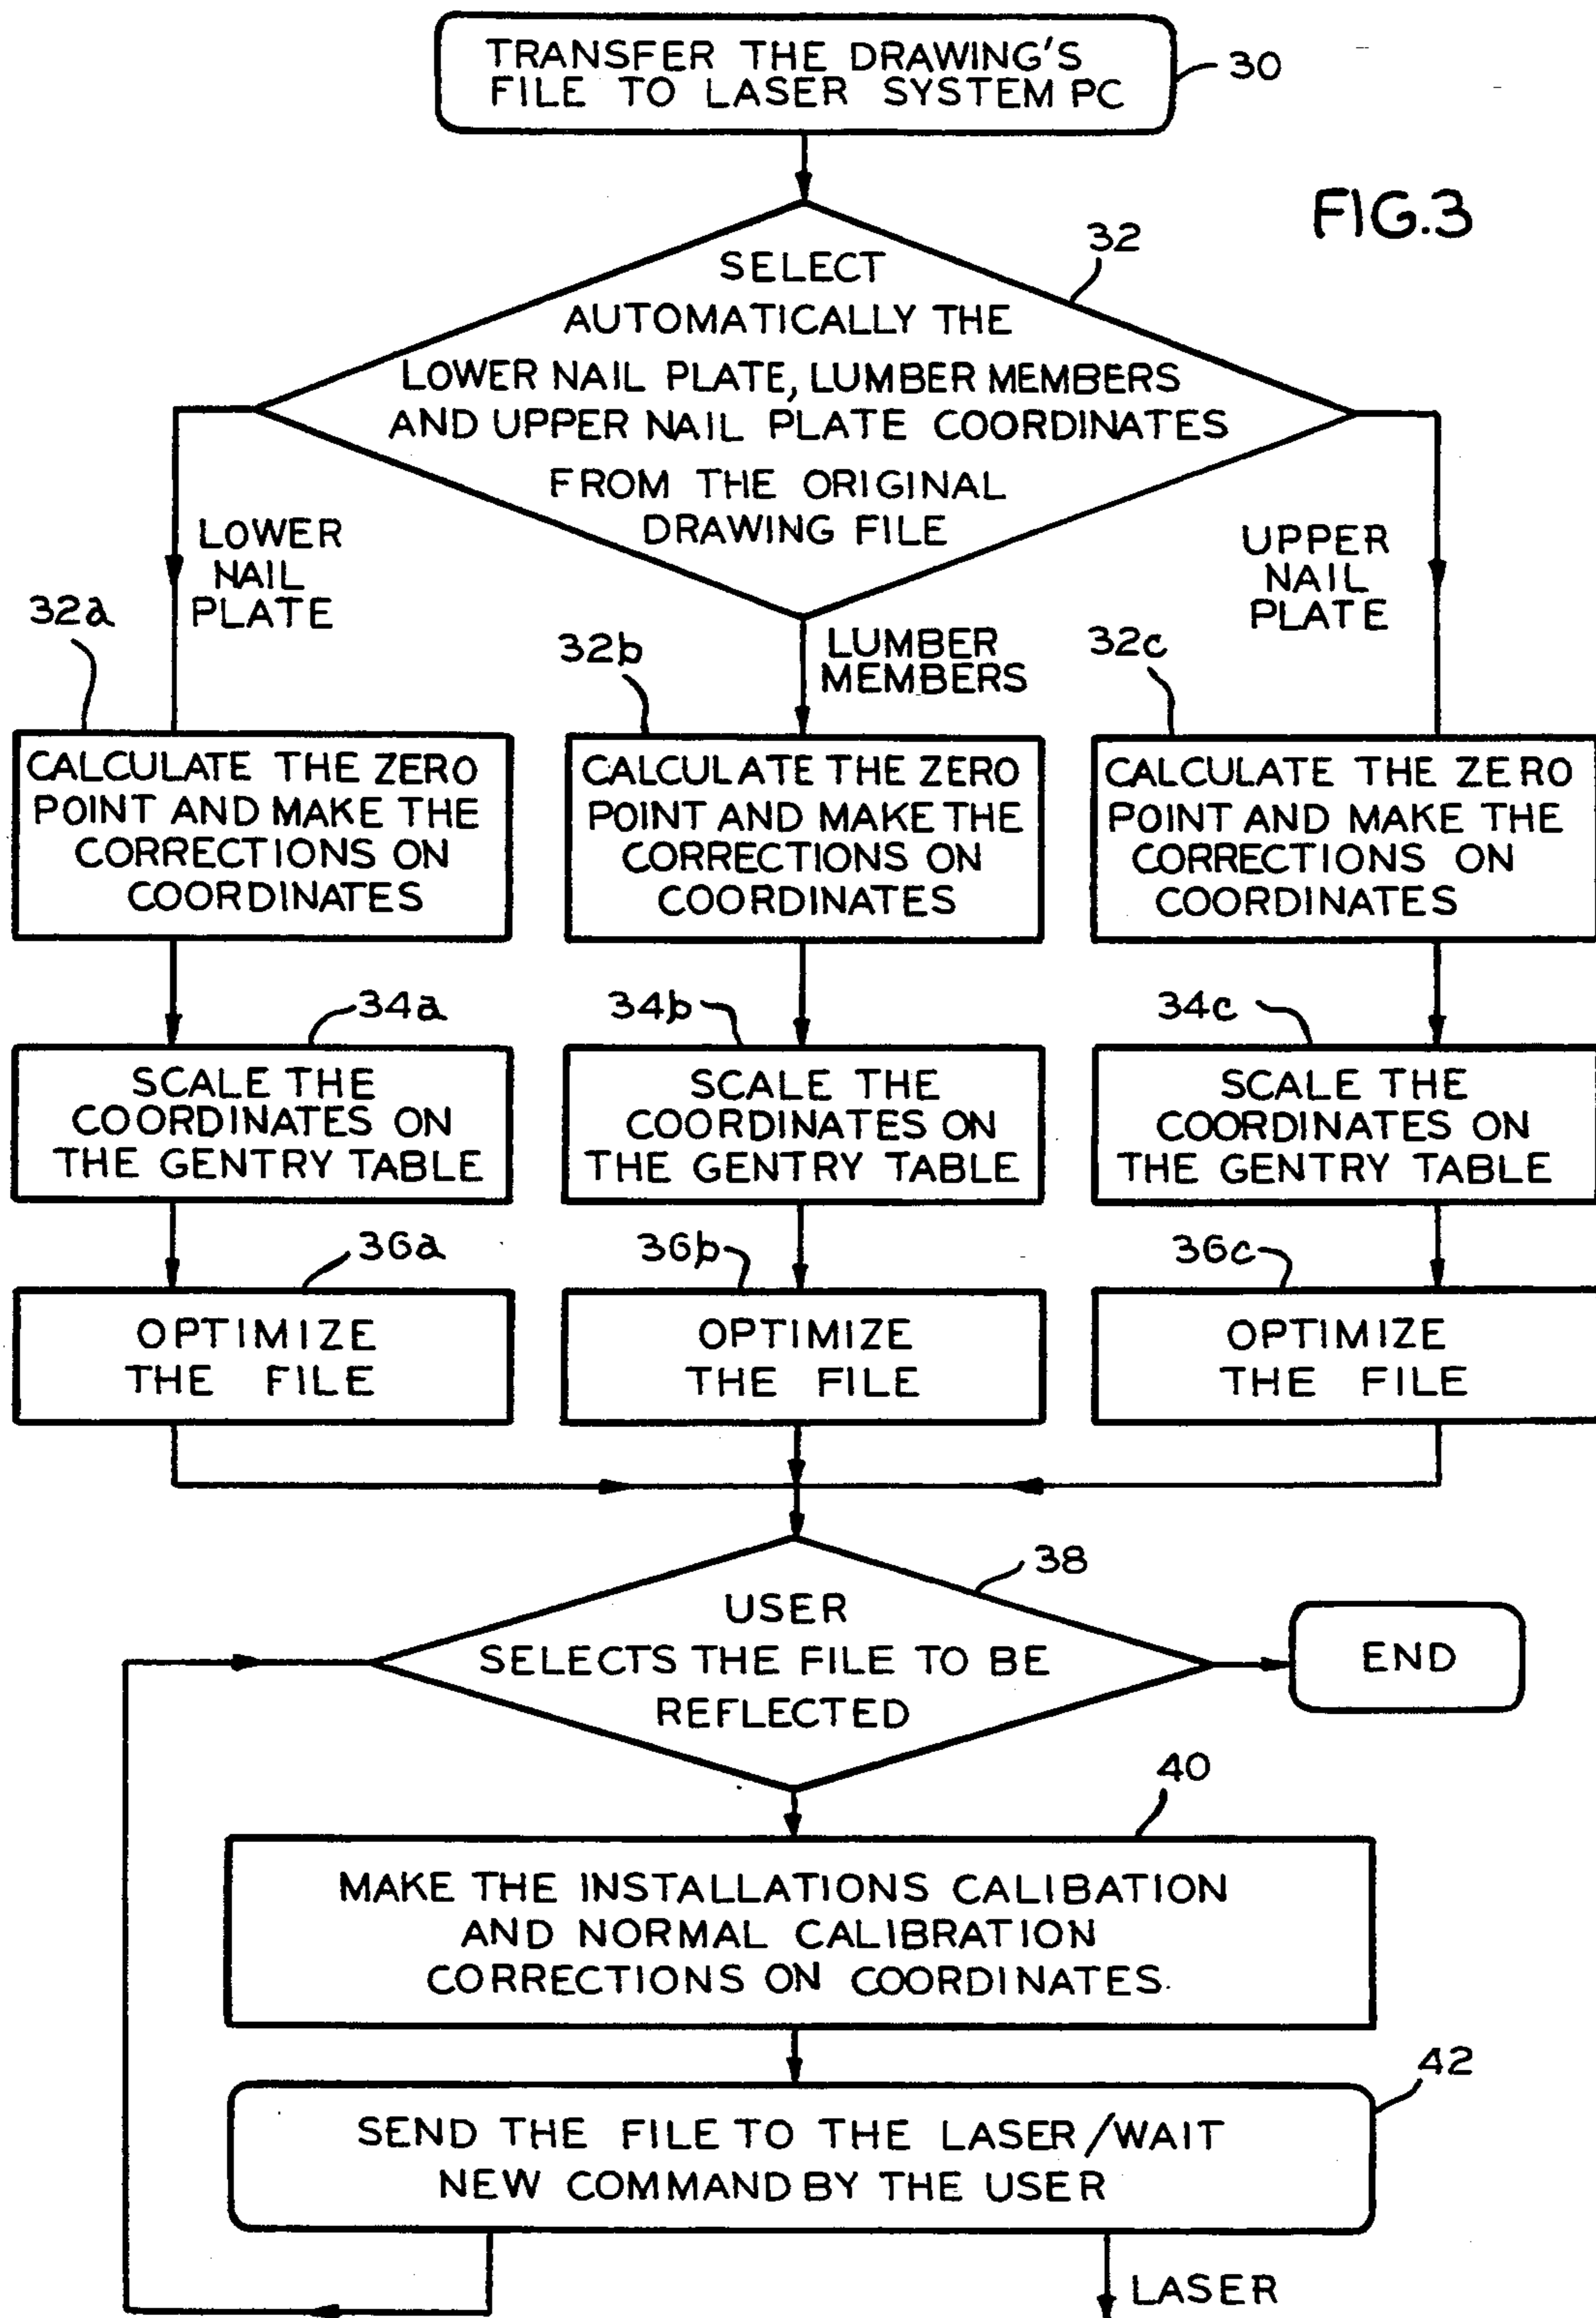 TRANSFER THE DRAWING'S
FILE TO LASER SYSTEM PC
30
FIG.3
32
SELECT
AUTOMATICALLY THE
LOWER NAIL PLATE, LUMBER MEMBERS
AND UPPER NAIL PLATE COORDINATES
FROM THE ORIGINAL
DRAWING FILE
LOWER
NAIL
PLATE
LUMBER
MEMBERS
UPPER
NAIL
PLATE
32a
CALCULATE THE ZERO
POINT AND MAKE THE
CORRECTIONS ON
COORDINATES
32b
CALCULATE THE ZERO
POINT AND MAKE THE
CORRECTIONS ON
COORDINATES
32c
CALCULATE THE ZERO
POINT AND MAKE THE
CORRECTIONS ON
COORDINATES
34a
SCALE THE
COORDINATES ON
THE GENTRY TABLE
34b
SCALE THE
COORDINATES ON
THE GENTRY TABLE
34c
SCALE THE
COORDINATES ON
THE GENTRY TABLE
36a
OPTIMIZE
THE FILE
36b
OPTIMIZE
THE FILE
36c
OPTIMIZE
THE FILE
38
USER
SELECTS THE FILE TO BE
REFLECTED
END
40
MAKE THE INSTALLATIONS CALIBATION
AND NORMAL CALIBRATION
CORRECTIONS ON COORDINATES.
42
SEND THE FILE TO THE LASER/WAIT
NEW COMMAND BY THE USER
LASER